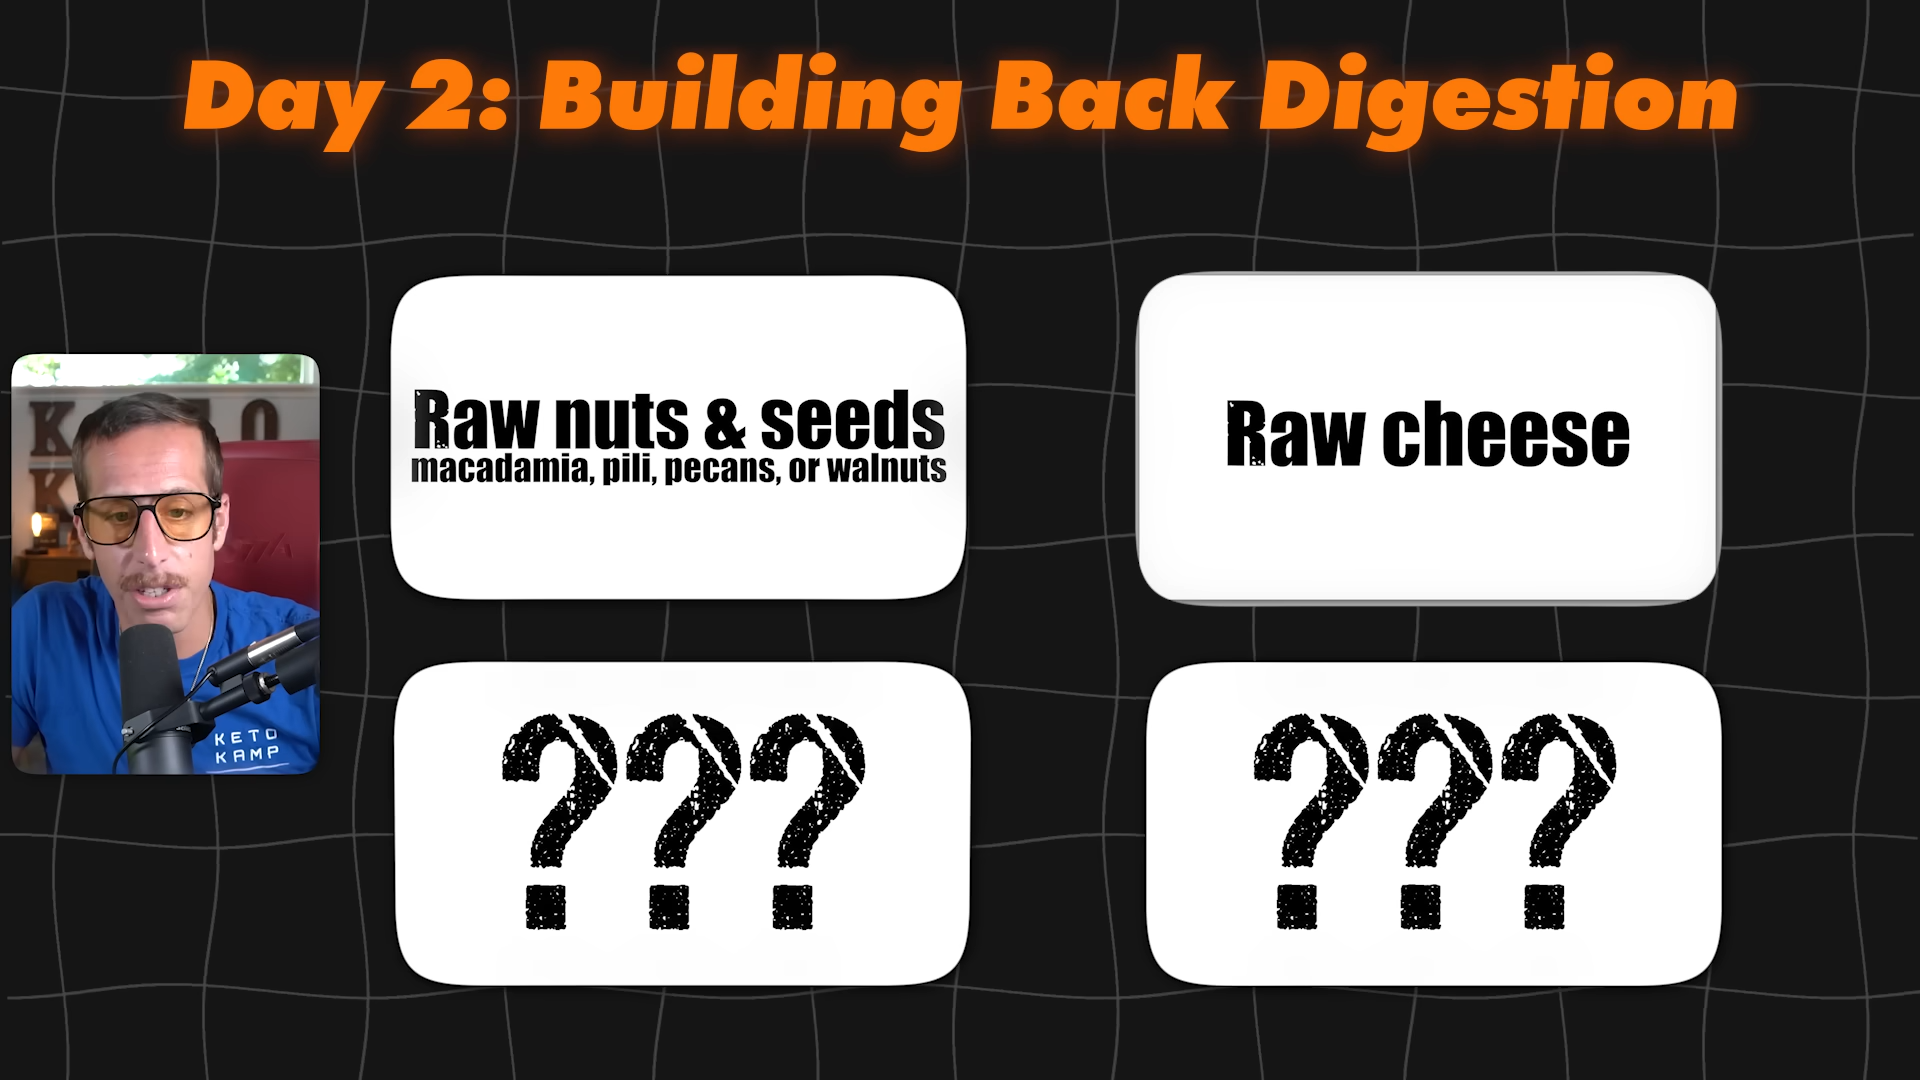 Day 2: Building Back Digestion
Raw nuts & seeds
macadamia, pili, pecans, or walnuts
Raw cheese
???
???
KETO
KAMP